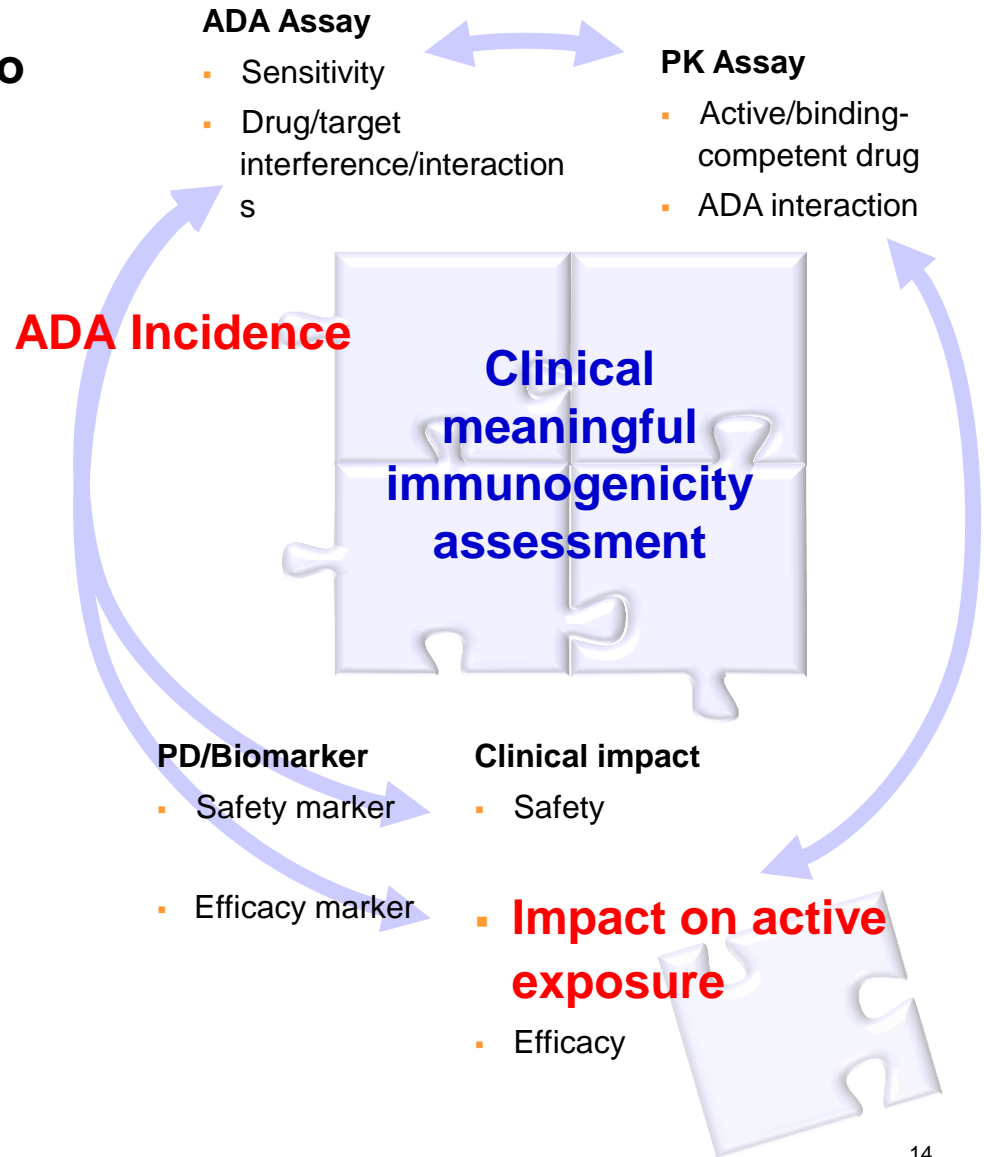 o
ADA Assay
▪ Sensitivity
▪ Drug/target
interference/interaction
s
PK Assay
▪ Active/binding-
competent drug
▪ ADA interaction
ADA Incidence
Clinical
meaningful
immunogenicity
assessment
PD/Biomarker
▪ Safety marker
▪ Efficacy marker
Clinical impact
▪ Safety
▪ Impact on active
exposure
▪ Efficacy
14